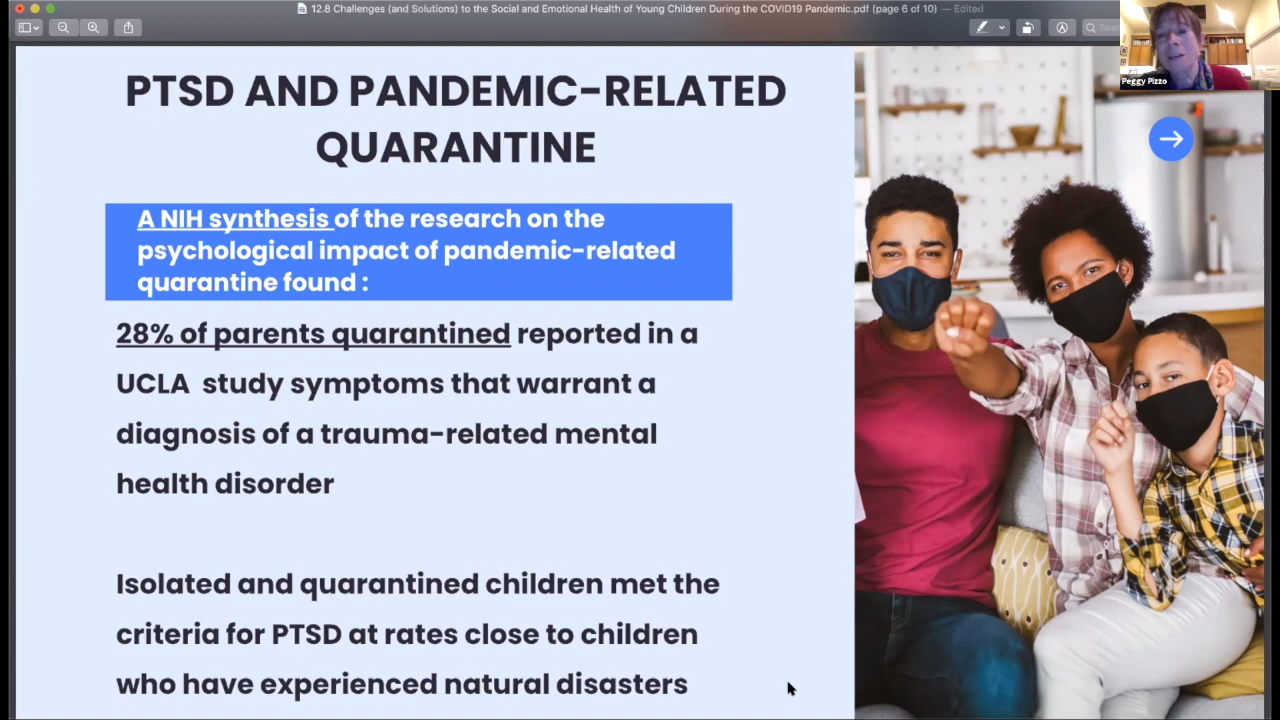 12.8 Challenges (and Solutions) to the Social and Emotional Health of Young Children During the COVID19 Pandemic.pdf (page 6 of 10) — Edited
Peggy Pizzo
PTSD AND PANDEMIC-RELATED
QUARANTINE
A NIH synthesis of the research on the
psychological impact of pandemic-related
quarantine found :
28% of parents quarantined reported in a
UCLA study symptoms that warrant a
diagnosis of a trauma-related mental
health disorder
Isolated and quarantined children met the
criteria for PTSD at rates close to children
who have experienced natural disasters